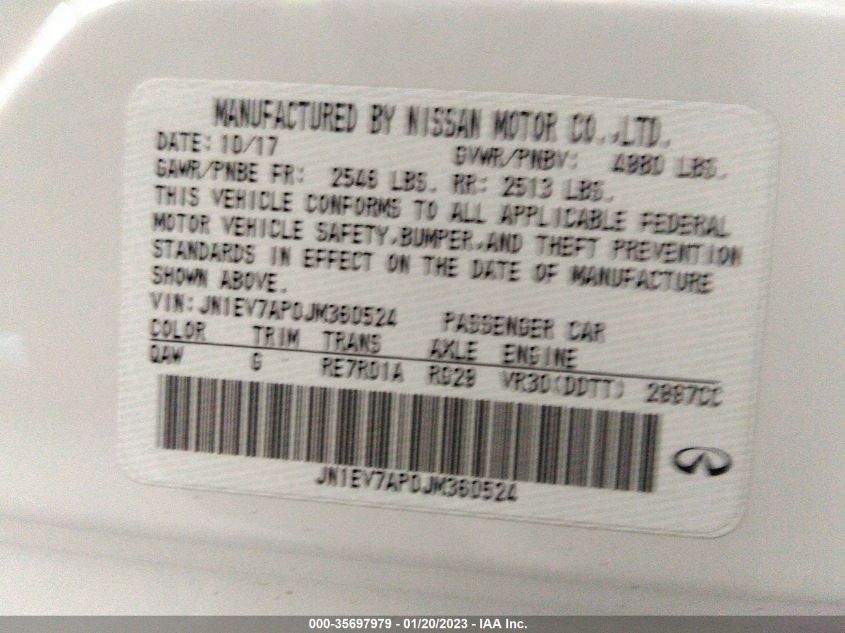 MANUFACTURED BY NISSAN MOTOR CO.,LTD.
DATE: 10/17 GVWR/PNBV: 4880 LBS.
GAWR/PNBE FR: 2546 LBS. RR: 2513 LBS.
THIS VEHICLE CONFORMS TO ALL APPLICABLE FEDERAL
MOTOR VEHICLE SAFETY,BUMPER,AND THEFT PREVENTION
STANDARDS IN EFFECT ON THE DATE OF MANUFACTURE
SHOWN ABOVE.
VIN: JN1EV7AP0JM360524 PASSENGER CAR
COLOR TRIM TRANS AXLE ENGINE
QAW G RE7R01A RG28 VR30(DDTT) 2997CC
JN1EV7AP0JM360524
000-35697979 - 01/20/2023 - IAA Inc.